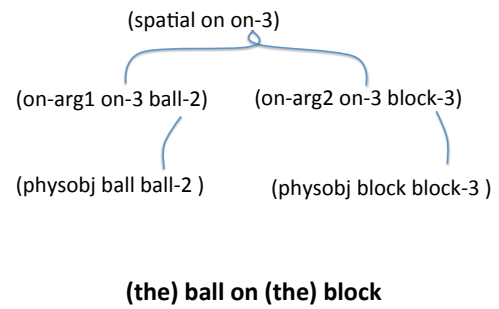 (spatial on on-3)
(on-arg1 on-3 ball-2)
(on-arg2 on-3 block-3)
(physobj ball ball-2 )
(physobj block block-3 )
(the) ball on (the) block